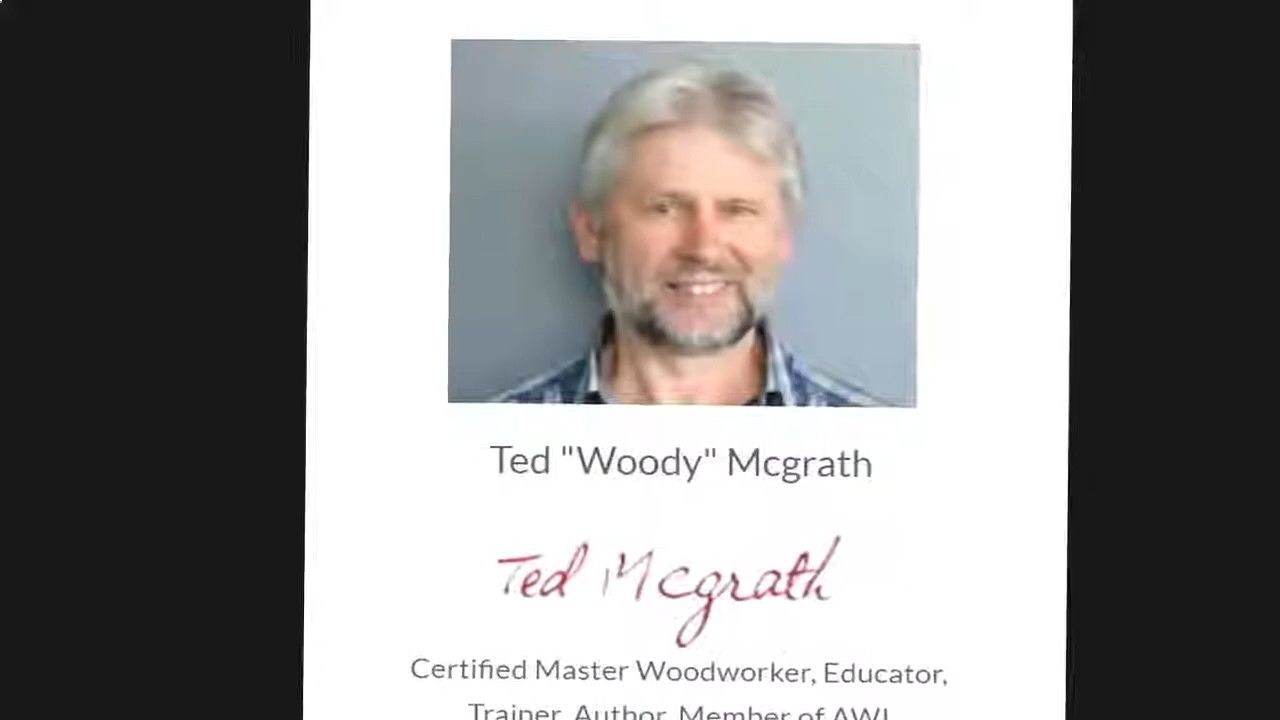 Ted "Woody" Mcgrath
Ted Mcgrath
Certified Master Woodworker, Educator,
Trainer, Author, Member of AWI